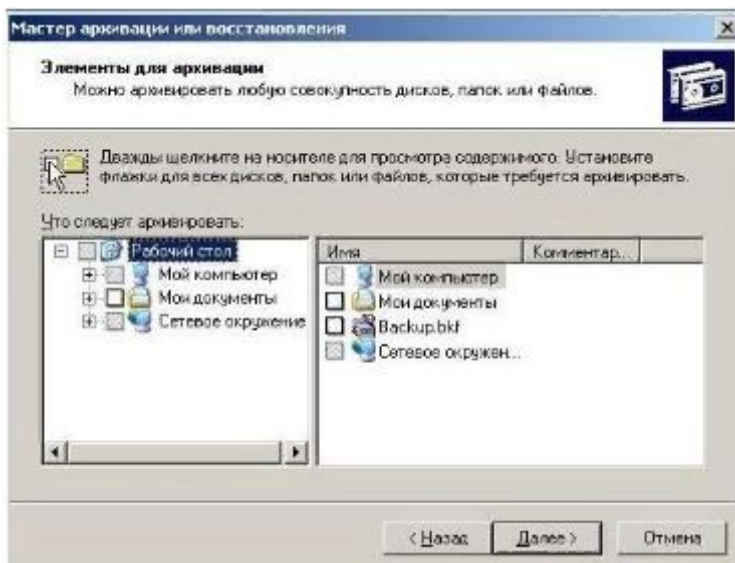 Мастер архивации или восстановления
Элементы для архивации
Можно архивировать любую совокупность дисков, папок или файлов.
Дважды щелкните на носителе для просмотра содержимого. Установите
флажки для всех дисков, папок или файлов, которые требуется архивировать.
Что следует архивировать:
Рабочий стол
Мой компьютер
Мои документы
Сетевое окружение
Имя
Комментар...
Мой компьютер
Мои документы
Backup.bkf
Сетевое окружен...
< Назад
Далее >
Отмена